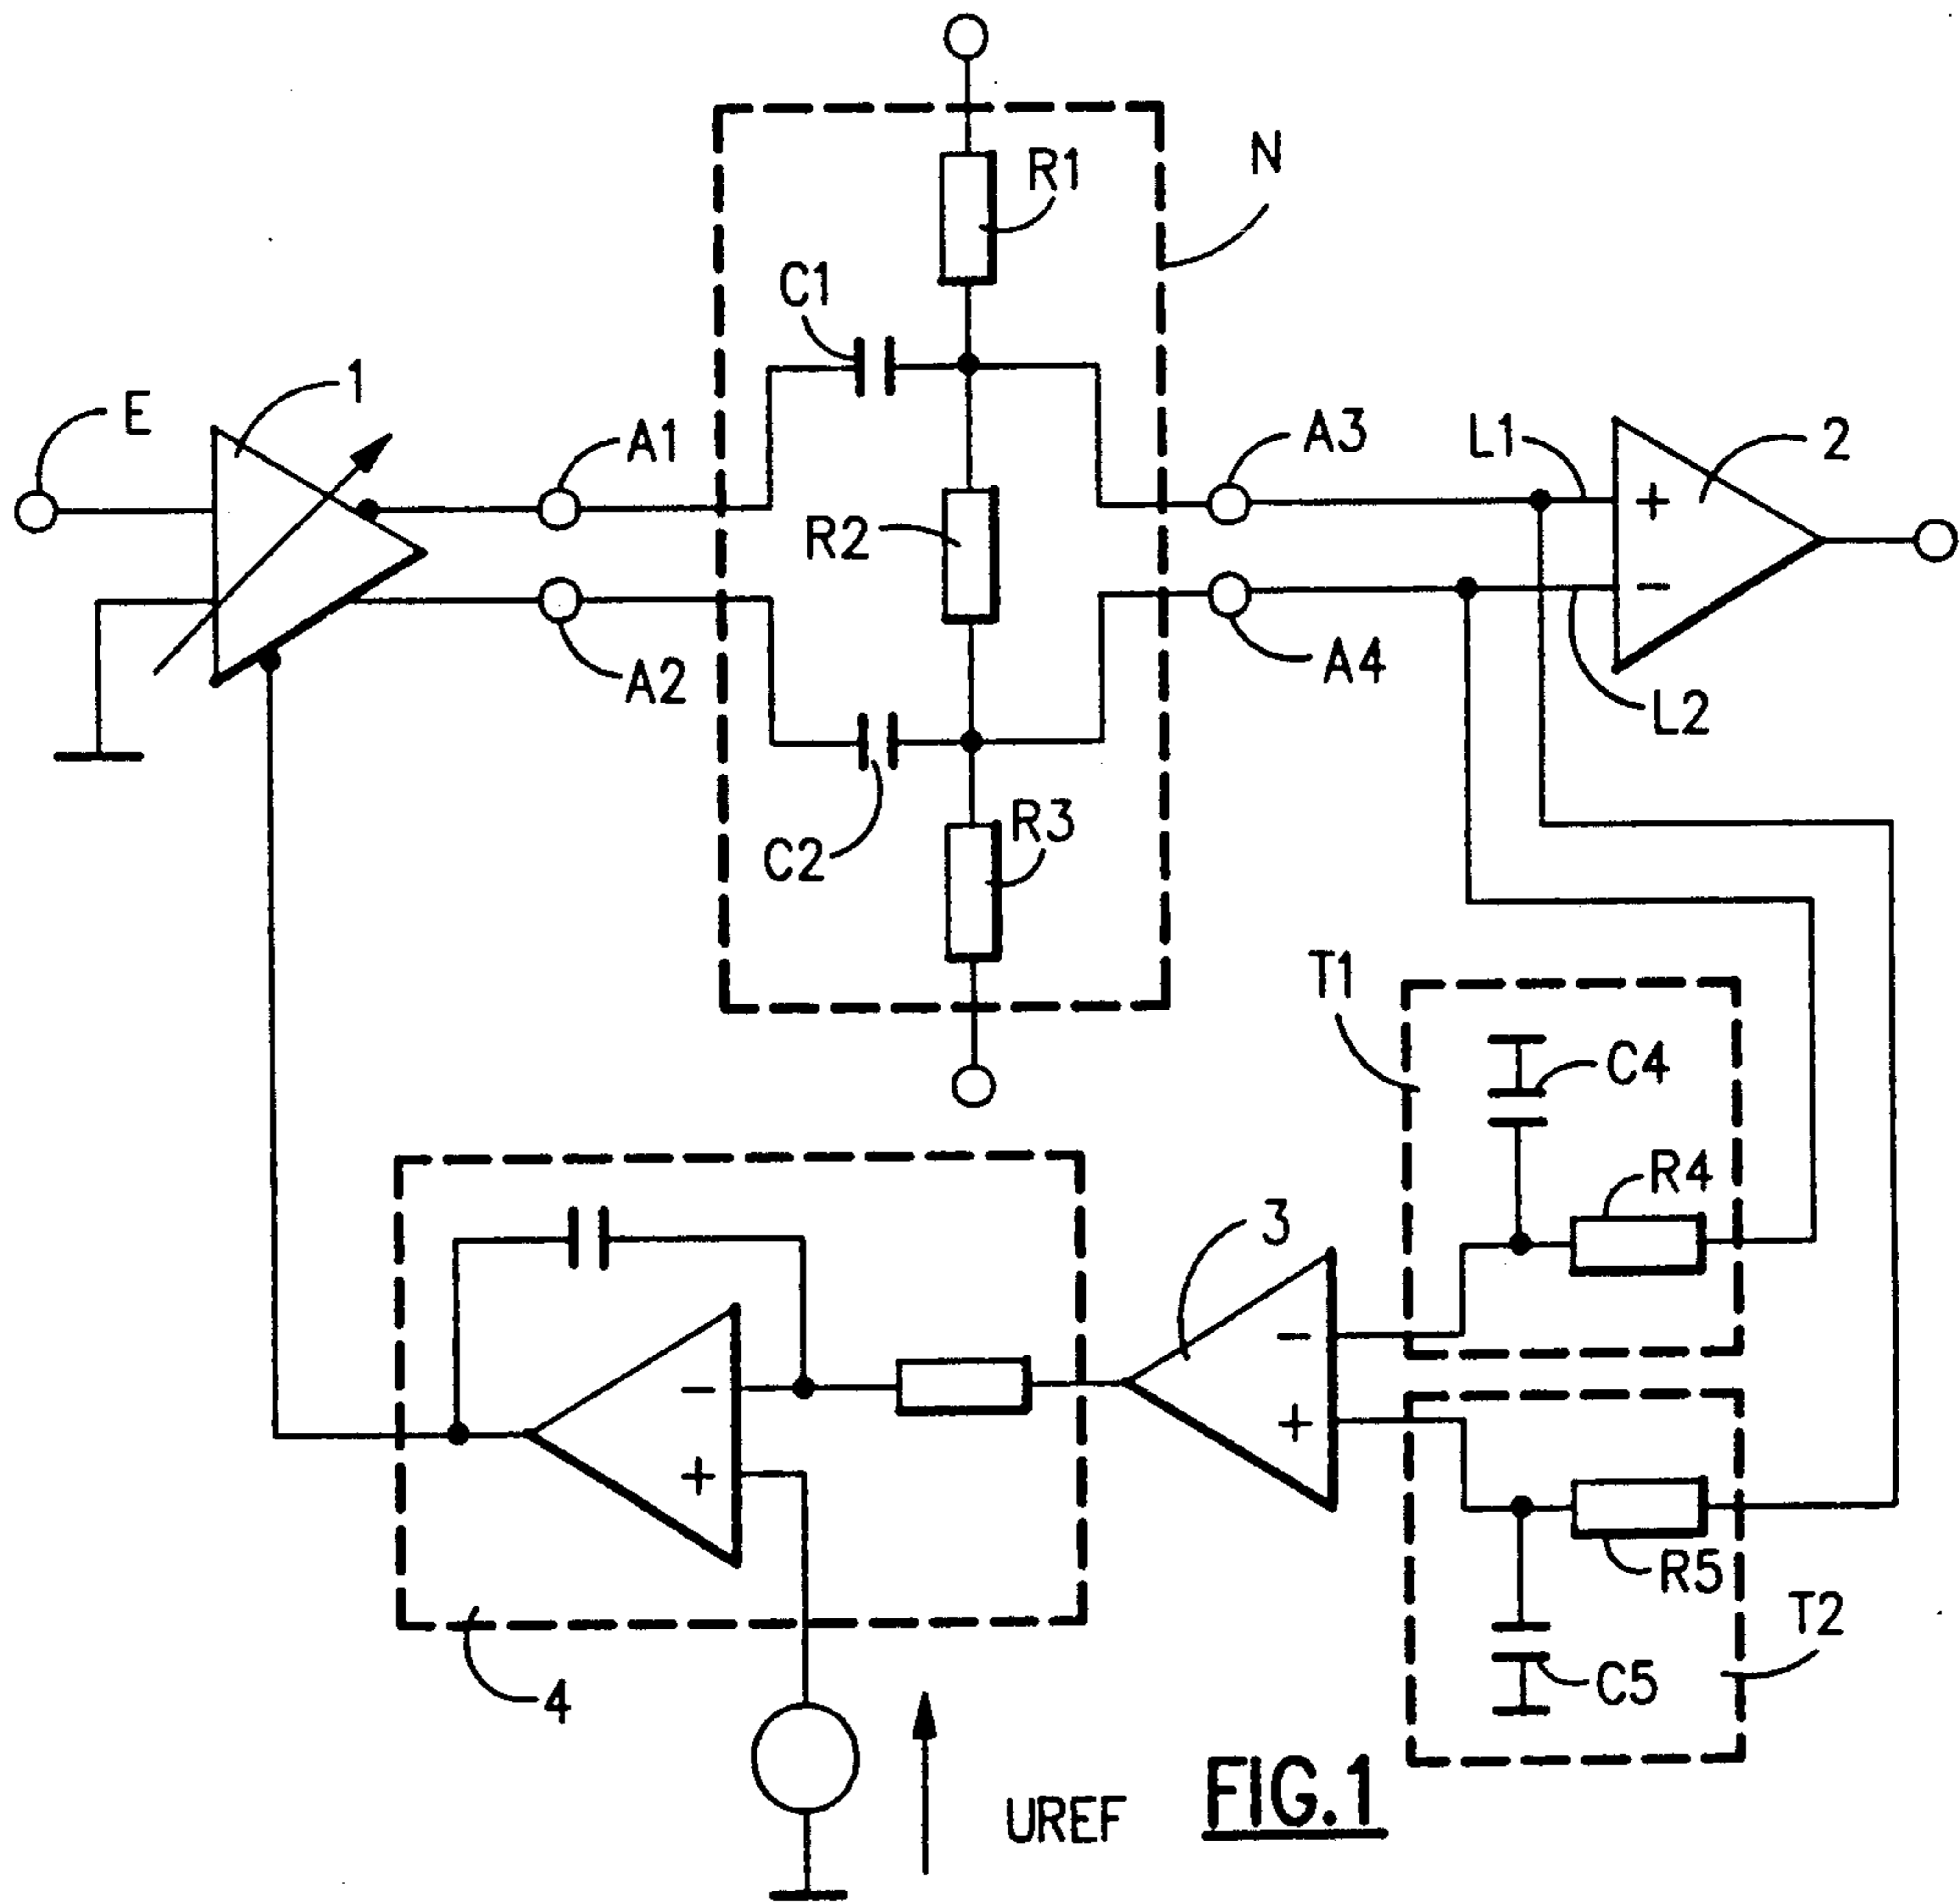 R1
N
C1
1
E
A1
A3
L1
2
+
R2
-
A2
A4
L2
C2
R3
T1
C4
R4
3
-
-
+
+
R5
T2
4
C5
UREF
FIG.1